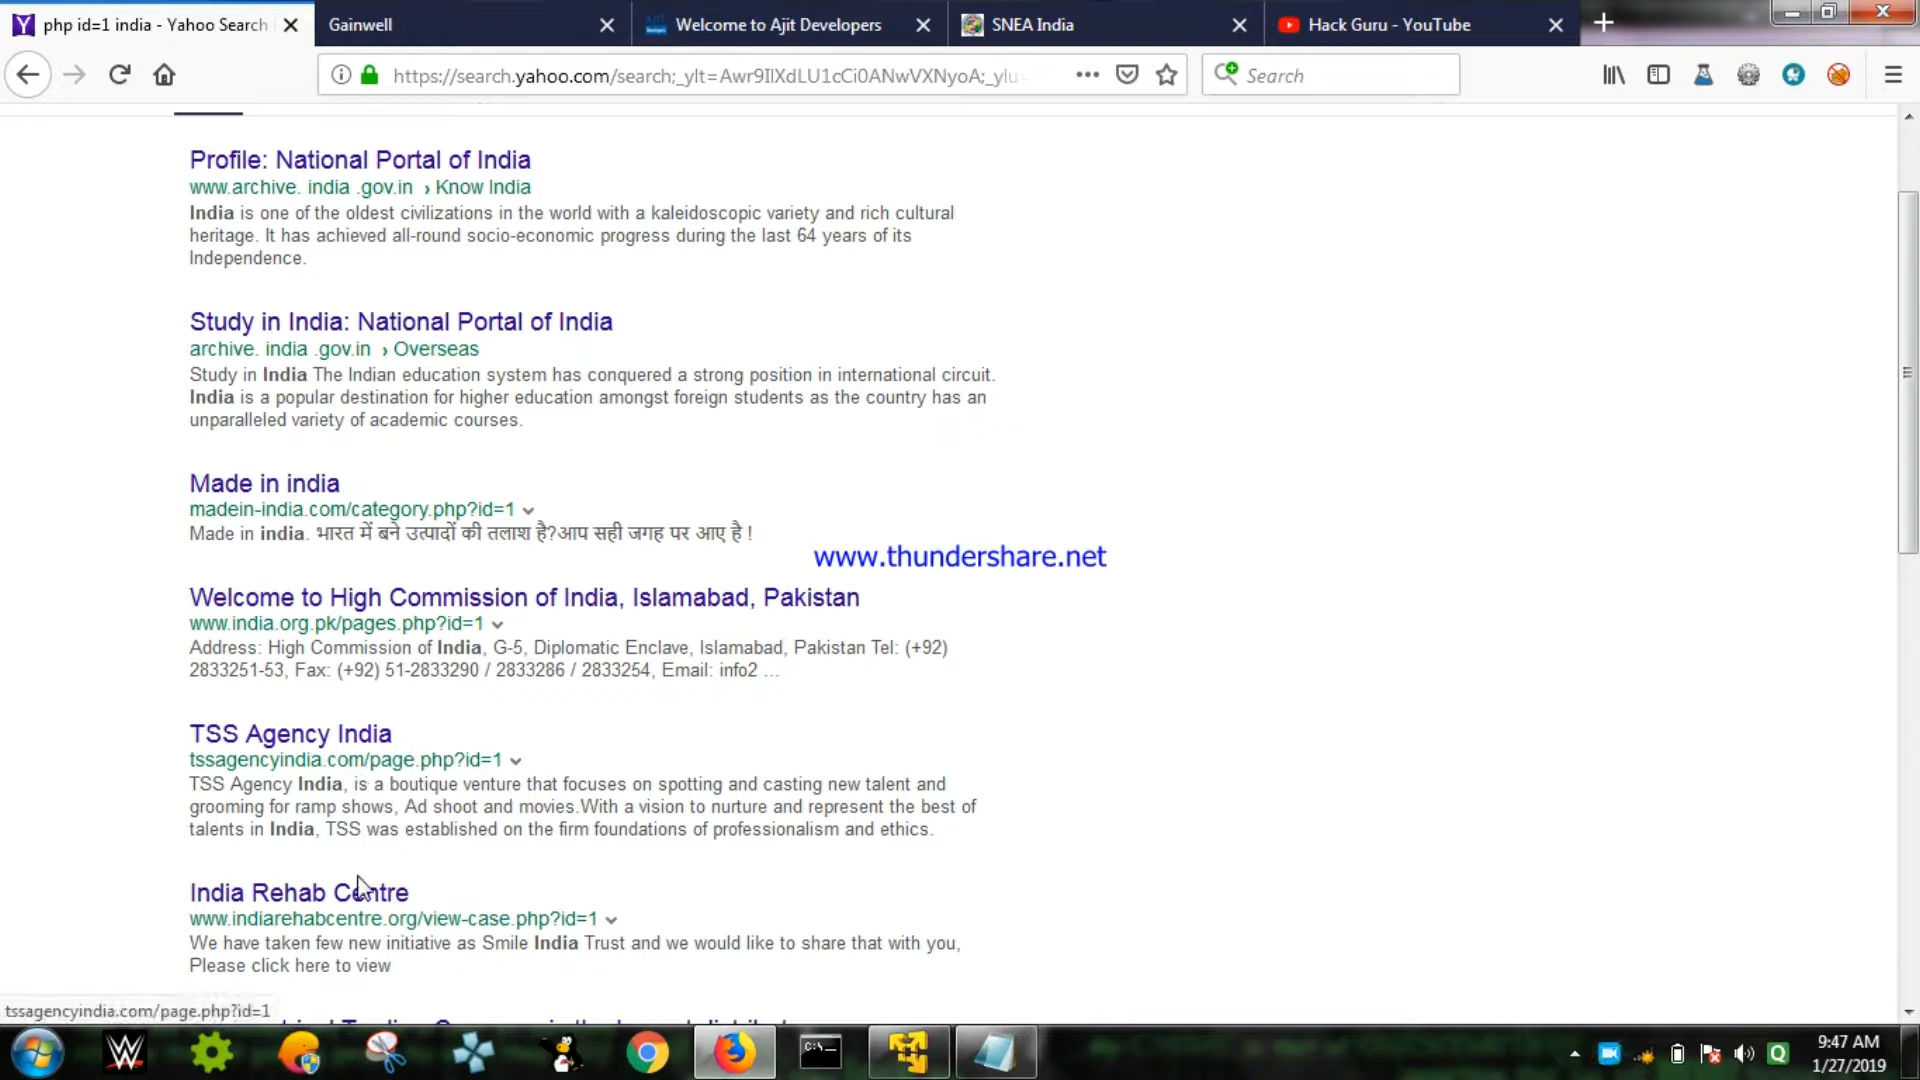 php id=1 india - Yahoo Search
Gainwell
Welcome to Ajit Developers
SNEA India
Hack Guru - YouTube
https://search.yahoo.com/search;_ylt=Awr9IlXdLU1cCi0ANwVXNyoA;_ylu
Search
Profile: National Portal of India
www.archive. india .gov.in › Know India
India is one of the oldest civilizations in the world with a kaleidoscopic variety and rich cultural
heritage. It has achieved all-round socio-economic progress during the last 64 years of its
Independence.
Study in India: National Portal of India
archive. india .gov.in › Overseas
Study in India The Indian education system has conquered a strong position in international circuit.
India is a popular destination for higher education amongst foreign students as the country has an
unparalleled variety of academic courses.
Made in india
madein-india.com/category.php?id=1
Made in india. भारत में बने उत्पादों की तलाश है?आप सही जगह पर आए है !
www.thundershare.net
Welcome to High Commission of India, Islamabad, Pakistan
www.india.org.pk/pages.php?id=1
Address: High Commission of India, G-5, Diplomatic Enclave, Islamabad, Pakistan Tel: (+92)
2833251-53, Fax: (+92) 51-2833290 / 2833286 / 2833254, Email: info2 ...
TSS Agency India
tssagencyindia.com/page.php?id=1
TSS Agency India, is a boutique venture that focuses on spotting and casting new talent and
grooming for ramp shows, Ad shoot and movies.With a vision to nurture and represent the best of
talents in India, TSS was established on the firm foundations of professionalism and ethics.
India Rehab Centre
www.indiarehabcentre.org/view-case.php?id=1
We have taken few new initiative as Smile India Trust and we would like to share that with you,
Please click here to view
tssagencyindia.com/page.php?id=1
9:47 AM
1/27/2019